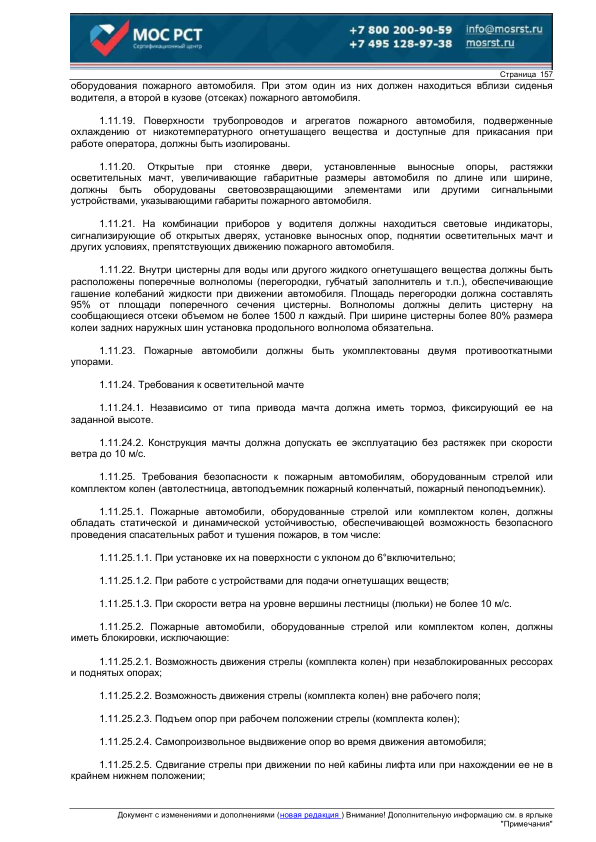 МОС РСТ
Сертификационный центр
+7 800 200-90-59 info@mosrst.ru
+7 495 128-97-38 mosrst.ru
Страница 157
оборудования пожарного автомобиля. При этом один из них должен находиться вблизи сиденья
водителя, а второй в кузове (отсеках) пожарного автомобиля.
1.11.19. Поверхности трубопроводов и агрегатов пожарного автомобиля, подверженные
охлаждению от низкотемпературного огнетушащего вещества и доступные для прикасания при
работе оператора, должны быть изолированы.
1.11.20. Открытые при стоянке двери, установленные выносные опоры, растяжки
осветительных мачт, увеличивающие габаритные размеры автомобиля по длине или ширине,
должны быть оборудованы световозвращающими элементами или другими сигнальными
устройствами, указывающими габариты пожарного автомобиля.
1.11.21. На комбинации приборов у водителя должны находиться световые индикаторы,
сигнализирующие об открытых дверях, установке выносных опор, поднятии осветительных мачт и
других условиях, препятствующих движению пожарного автомобиля.
1.11.22. Внутри цистерны для воды или другого жидкого огнетушащего вещества должны быть
расположены поперечные волноломы (перегородки, губчатый заполнитель и т.п.), обеспечивающие
гашение колебаний жидкости при движении автомобиля. Площадь перегородки должна составлять
95% от площади поперечного сечения цистерны. Волноломы должны делить цистерну на
сообщающиеся отсеки объемом не более 1500 л каждый. При ширине цистерны более 80% размера
колеи задних наружных шин установка продольного волнолома обязательна.
1.11.23. Пожарные автомобили должны быть укомплектованы двумя противооткатными
упорами.
1.11.24. Требования к осветительной мачте
1.11.24.1. Независимо от типа привода мачта должна иметь тормоз, фиксирующий ее на
заданной высоте.
1.11.24.2. Конструкция мачты должна допускать ее эксплуатацию без растяжек при скорости
ветра до 10 м/с.
1.11.25. Требования безопасности к пожарным автомобилям, оборудованным стрелой или
комплектом колен (автолестница, автоподъемник пожарный коленчатый, пожарный пеноподъемник).
1.11.25.1. Пожарные автомобили, оборудованные стрелой или комплектом колен, должны
обладать статической и динамической устойчивостью, обеспечивающей возможность безопасного
проведения спасательных работ и тушения пожаров, в том числе:
1.11.25.1.1. При установке их на поверхности с уклоном до 6°включительно;
1.11.25.1.2. При работе с устройствами для подачи огнетушащих веществ;
1.11.25.1.3. При скорости ветра на уровне вершины лестницы (люльки) не более 10 м/с.
1.11.25.2. Пожарные автомобили, оборудованные стрелой или комплектом колен, должны
иметь блокировки, исключающие:
1.11.25.2.1. Возможность движения стрелы (комплекта колен) при незаблокированных рессорах
и поднятых опорах;
1.11.25.2.2. Возможность движения стрелы (комплекта колен) вне рабочего поля;
1.11.25.2.3. Подъем опор при рабочем положении стрелы (комплекта колен);
1.11.25.2.4. Самопроизвольное выдвижение опор во время движения автомобиля;
1.11.25.2.5. Сдвигание стрелы при движении по ней кабины лифта или при нахождении ее не в
крайнем нижнем положении;
Документ с изменениями и дополнениями (новая редакция ) Внимание! Дополнительную информацию см. в ярлыке
"Примечания"